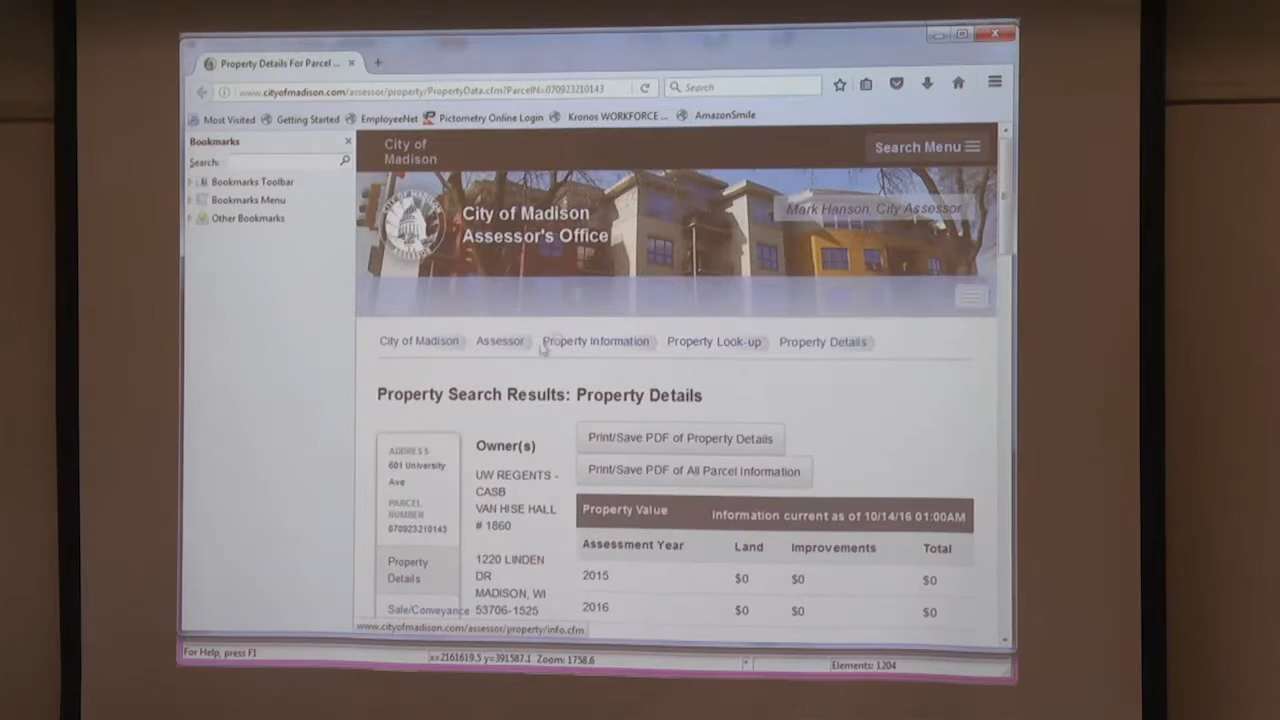 Property Details For Parcel ...
www.cityofmadison.com/assessor/property/PropertyData.cfm?ParcelN=070923210143
Search
Most Visited
Getting Started
EmployeeNet
Pictometry Online Login
Kronos WORKFORCE ...
AmazonSmile
Bookmarks
Search:
Bookmarks Toolbar
Bookmarks Menu
Other Bookmarks
City of
Madison
Search Menu
City of Madison
Assessor's Office
Mark Hanson, City Assessor
City of Madison
Assessor
Property Information
Property Look-up
Property Details
Property Search Results: Property Details
ADDRESS
601 University
Ave
PARCEL
NUMBER
070923210143
Property
Details
Sale/Conveyance
Owner(s)
UW REGENTS -
CASB
VAN HISE HALL
# 1860
1220 LINDEN
DR
MADISON, WI
53706-1525
Print/Save PDF of Property Details
Print/Save PDF of All Parcel Information
Property Value Information current as of 10/14/16 01:00AM
Assessment Year Land Improvements Total
2015 $0 $0 $0
2016 $0 $0 $0
www.cityofmadison.com/assessor/property/info.cfm
For Help, press F1
x=2161619.5 y=391587.1 Zoom: 1758.6
Elements: 1204